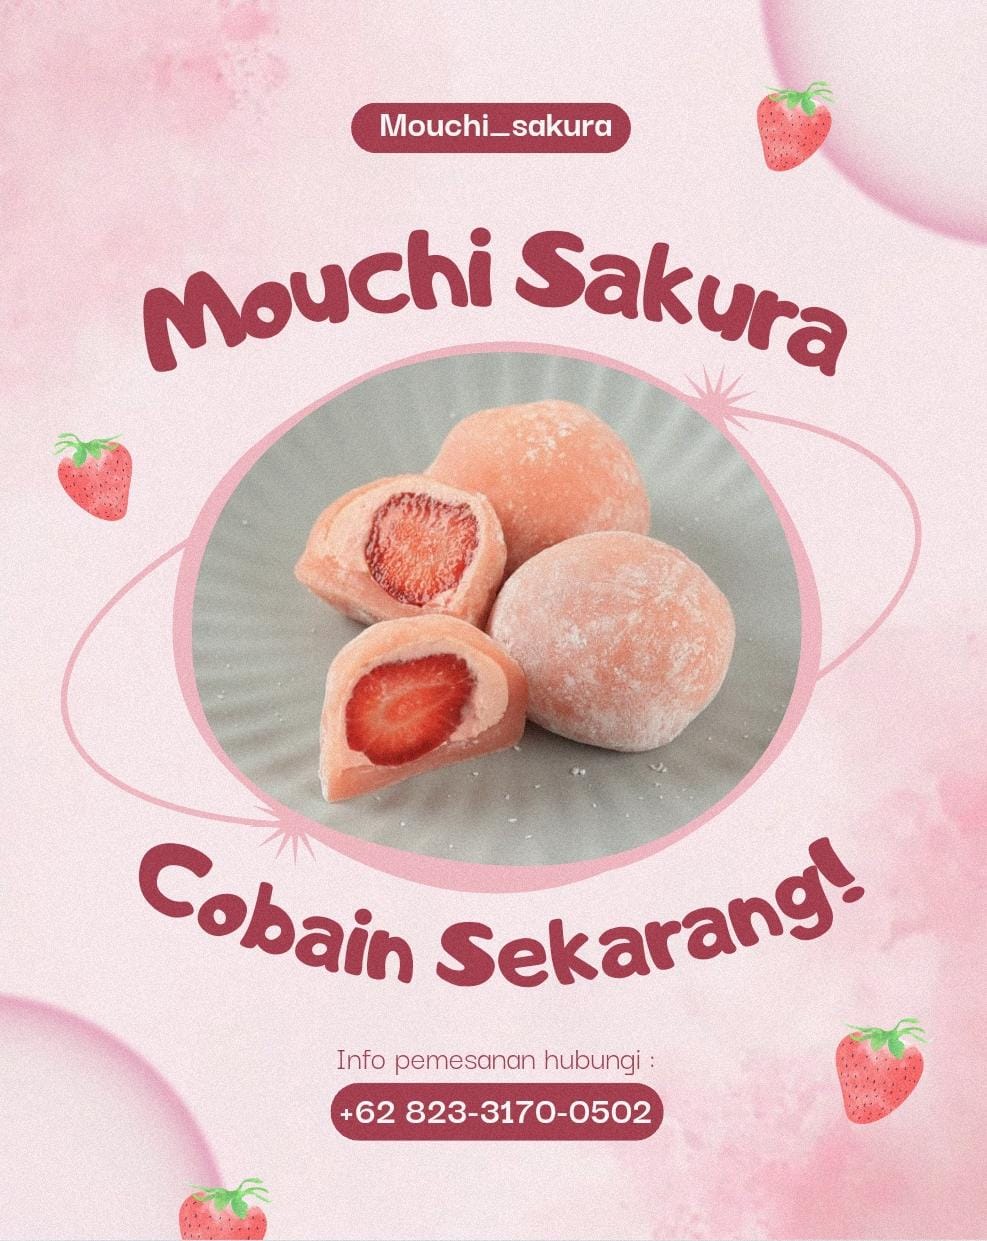 Mouchi_sakura
Mouchi Sakura
Cobain Sekarang!
Info pemesanan hubungi :
+62 823-3170-0502